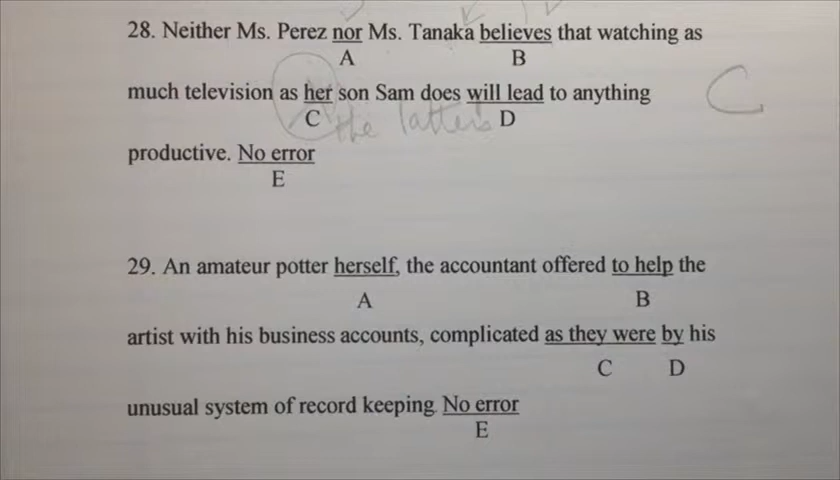 28. Neither Ms. Perez nor Ms. Tanaka believes that watching as
A B
much television as her son Sam does will lead to anything
C D
the latter's
C
productive. No error
E
29. An amateur potter herself, the accountant offered to help the
A B
artist with his business accounts, complicated as they were by his
C D
unusual system of record keeping. No error
E